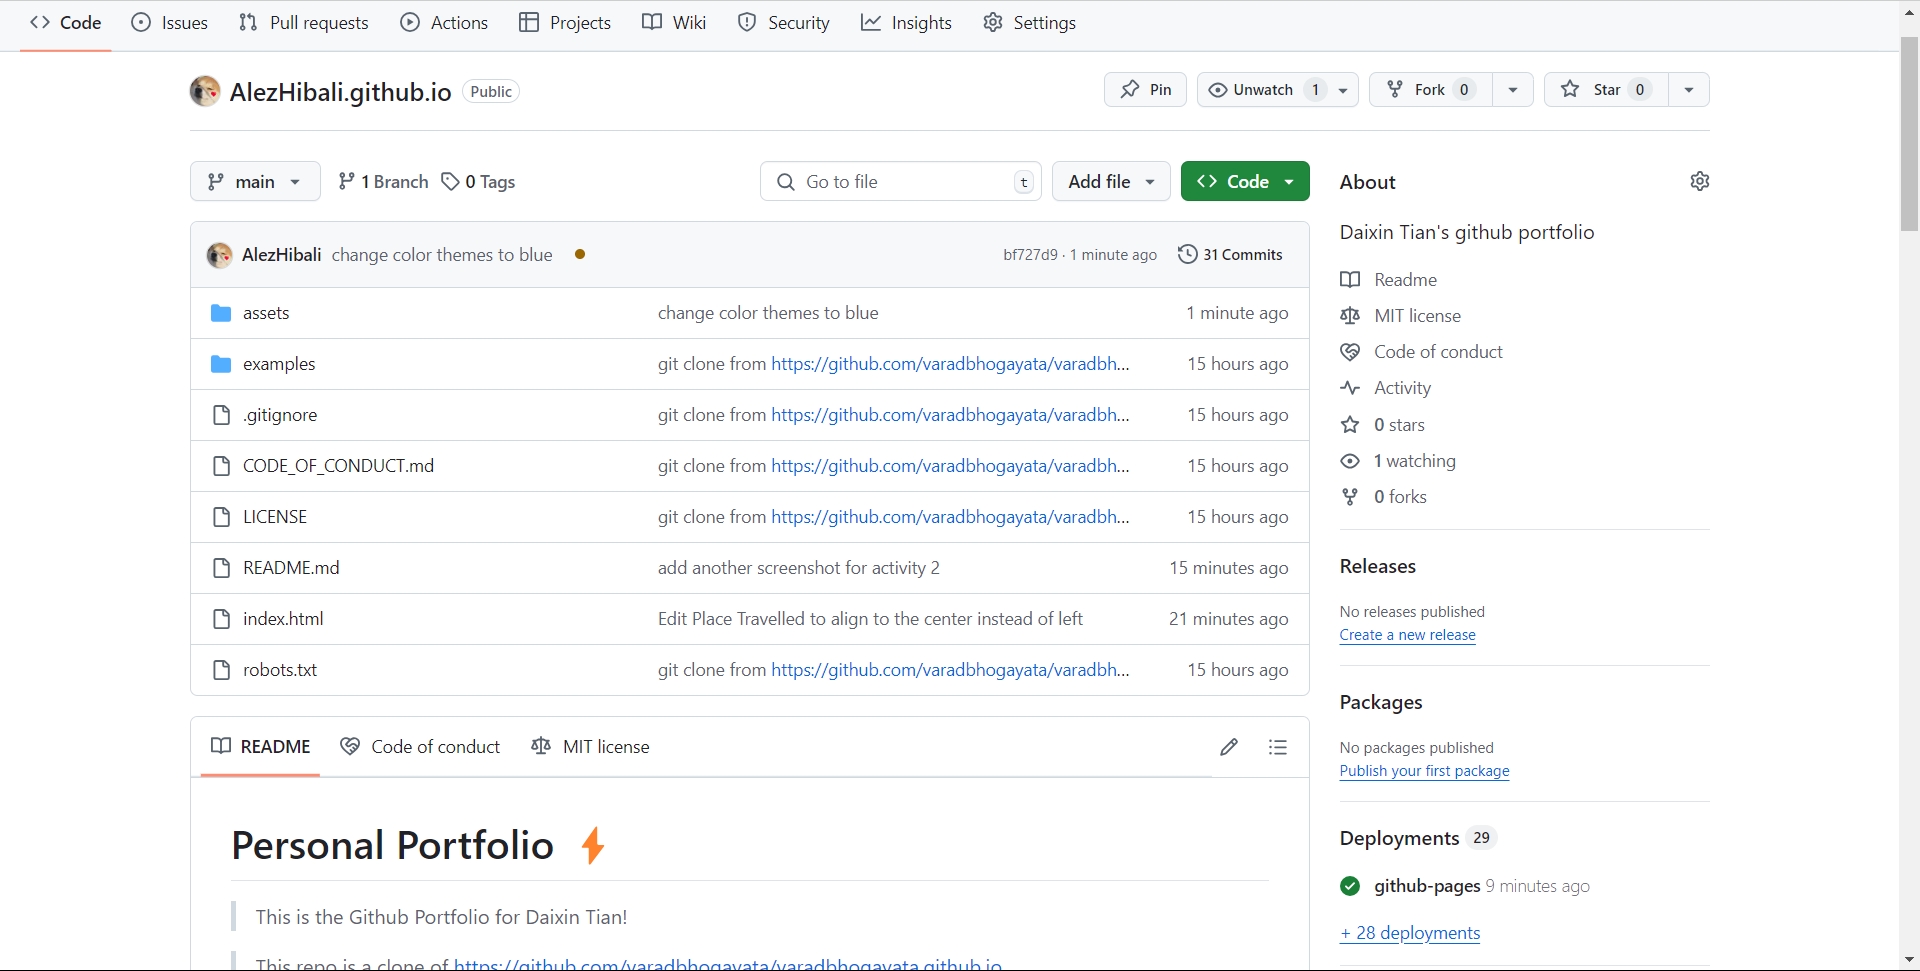 Code Issues Pull requests Actions Projects Wiki Security Insights Settings
AlezHibali.github.io Public Pin Unwatch 1 Fork 0 Star 0
main 1 Branch 0 Tags Go to file t Add file Code
AlezHibali change color themes to blue bf727d9 · 1 minute ago 31 Commits
assets change color themes to blue 1 minute ago
examples git clone from https://github.com/varadbhogayata/varadbh... 15 hours ago
.gitignore git clone from https://github.com/varadbhogayata/varadbh... 15 hours ago
CODE_OF_CONDUCT.md git clone from https://github.com/varadbhogayata/varadbh... 15 hours ago
LICENSE git clone from https://github.com/varadbhogayata/varadbh... 15 hours ago
README.md add another screenshot for activity 2 15 minutes ago
index.html Edit Place Travelled to align to the center instead of left 21 minutes ago
robots.txt git clone from https://github.com/varadbhogayata/varadbh... 15 hours ago
README Code of conduct MIT license
Personal Portfolio
This is the Github Portfolio for Daixin Tian!
This repo is a clone of https://github.com/varadbhogayata/varadbhogayata.github.io
About
Daixin Tian's github portfolio
Readme
MIT license
Code of conduct
Activity
0 stars
1 watching
0 forks
Releases
No releases published
Create a new release
Packages
No packages published
Publish your first package
Deployments 29
github-pages 9 minutes ago
+ 28 deployments